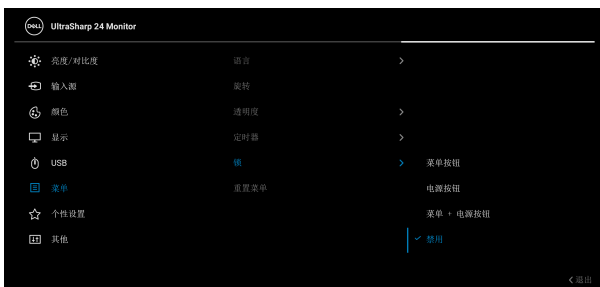 DELL UltraSharp 24 Monitor
亮度/对比度 语言
输入源 旋转
颜色 透明度
显示 定时器
USB 锁 菜单按钮
菜单 重置菜单 电源按钮
个性设置 菜单 + 电源按钮
其他 禁用
退出